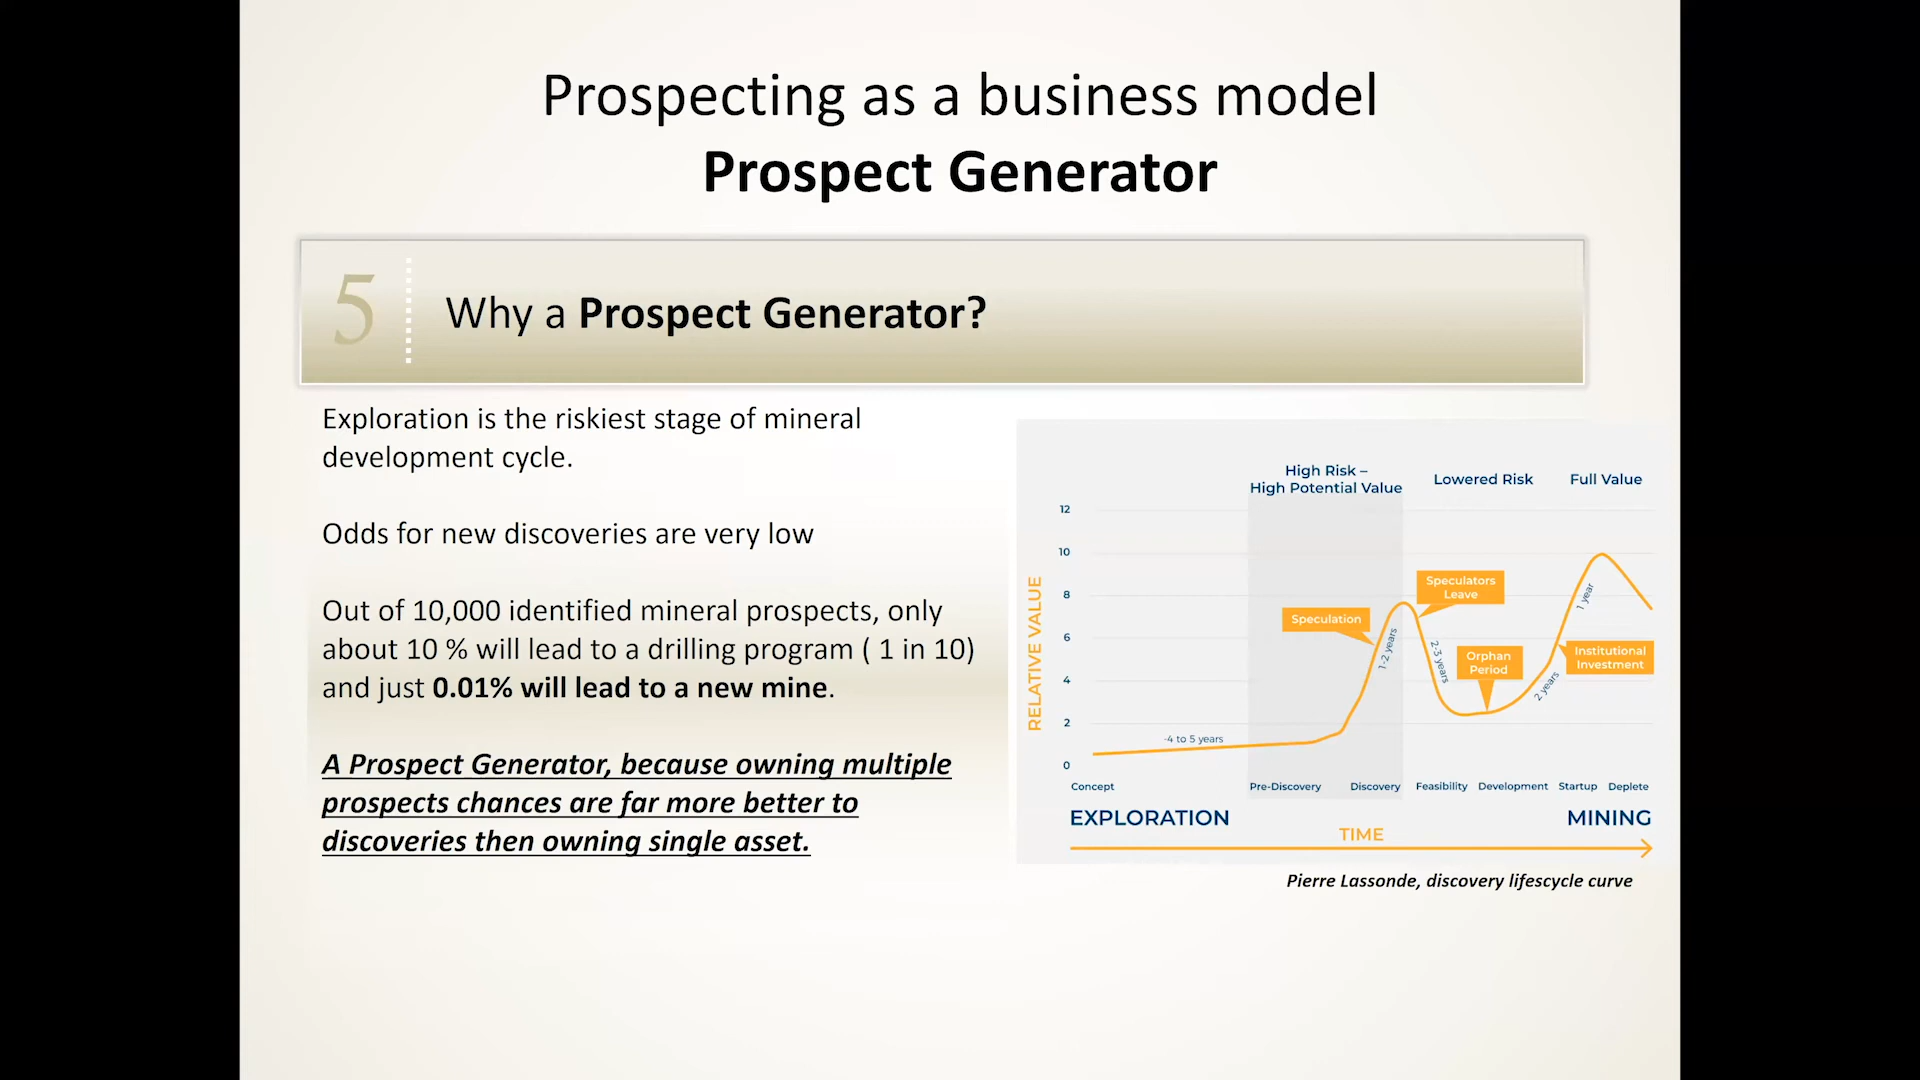 Prospecting as a business model
Prospect Generator
5
Why a Prospect Generator?
Exploration is the riskiest stage of mineral
development cycle.
Odds for new discoveries are very low
Out of 10,000 identified mineral prospects, only
about 10 % will lead to a drilling program ( 1 in 10)
and just 0.01% will lead to a new mine.
A Prospect Generator, because owning multiple
prospects chances are far more better to
discoveries then owning single asset.
High Risk –
High Potential Value
Lowered Risk
Full Value
RELATIVE VALUE
12
10
8
6
4
2
0
-4 to 5 years
Speculation
1-2 years
Speculators
Leave
2-3 years
Orphan
Period
2 years
Institutional
Investment
1 year
Concept
Pre-Discovery
Discovery
Feasibility
Development
Startup
Deplete
EXPLORATION
TIME
MINING
Pierre Lassonde, discovery lifescycle curve